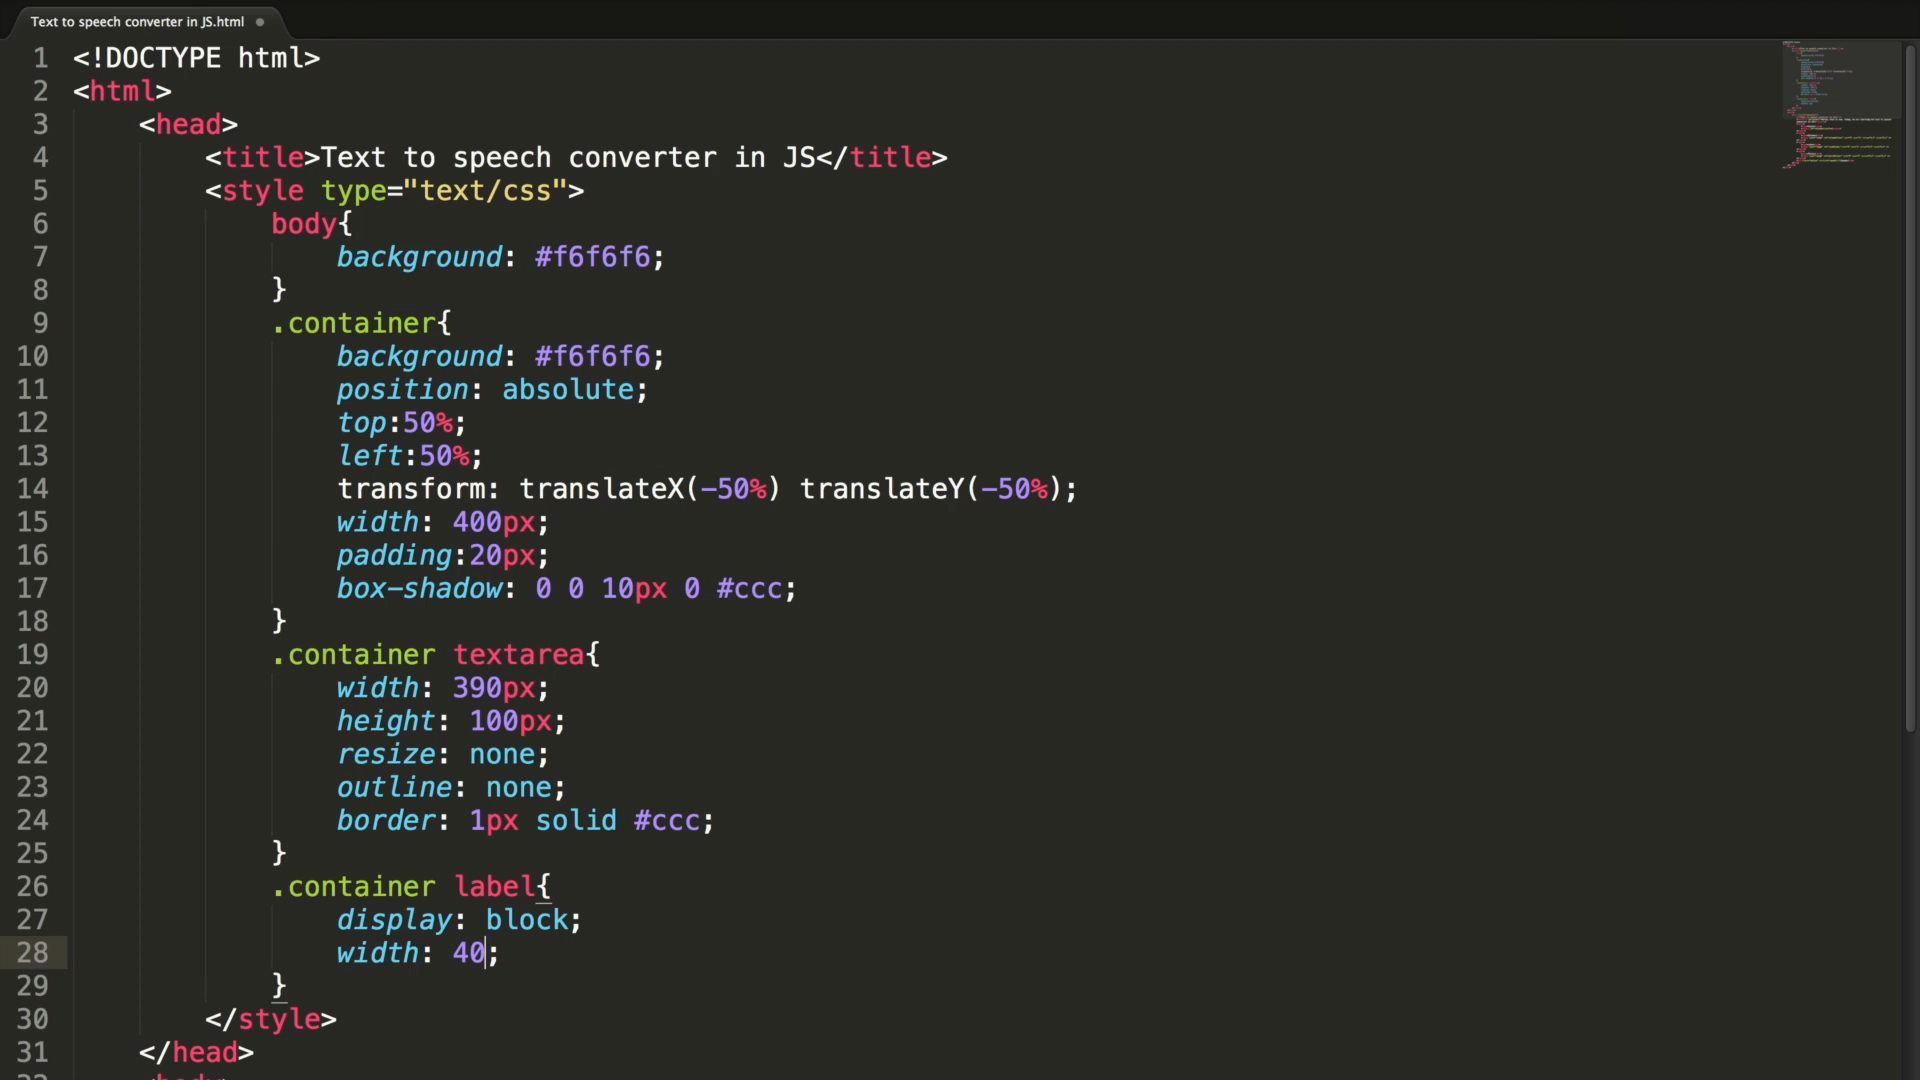 Text to speech converter in JS.html
1 <!DOCTYPE html>
2 <html>
3 <head>
4 <title>Text to speech converter in JS</title>
5 <style type="text/css">
6 body{
7 background: #f6f6f6;
8 }
9 .container{
10 background: #f6f6f6;
11 position: absolute;
12 top:50%;
13 left:50%;
14 transform: translateX(-50%) translateY(-50%);
15 width: 400px;
16 padding:20px;
17 box-shadow: 0 0 10px 0 #ccc;
18 }
19 .container textarea{
20 width: 390px;
21 height: 100px;
22 resize: none;
23 outline: none;
24 border: 1px solid #ccc;
25 }
26 .container label{
27 display: block;
28 width: 40;
29 }
30 </style>
31 </head>